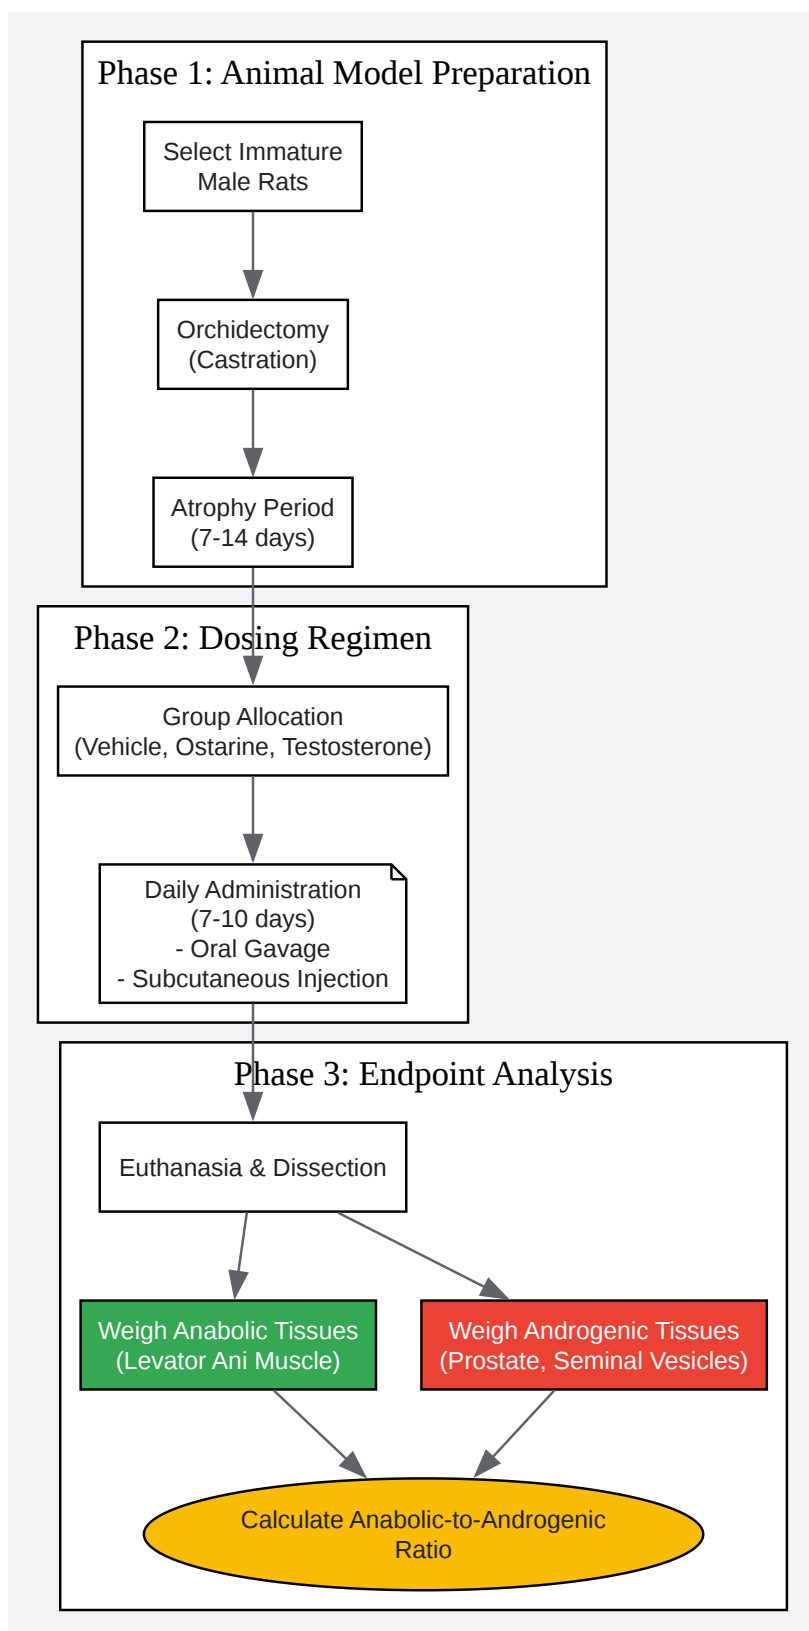 Phase 1: Animal Model Preparation
Select Immature
Male Rats
Orchidectomy
(Castration)
Atrophy Period
(7-14 days)
Phase 2: Dosing Regimen
Group Allocation
(Vehicle, Ostarine, Testosterone)
Daily Administration
(7-10 days)
- Oral Gavage
- Subcutaneous Injection
Phase 3: Endpoint Analysis
Euthanasia & Dissection
Weigh Anabolic Tissues
(Levator Ani Muscle)
Weigh Androgenic Tissues
(Prostate, Seminal Vesicles)
Calculate Anabolic-to-Androgenic
Ratio